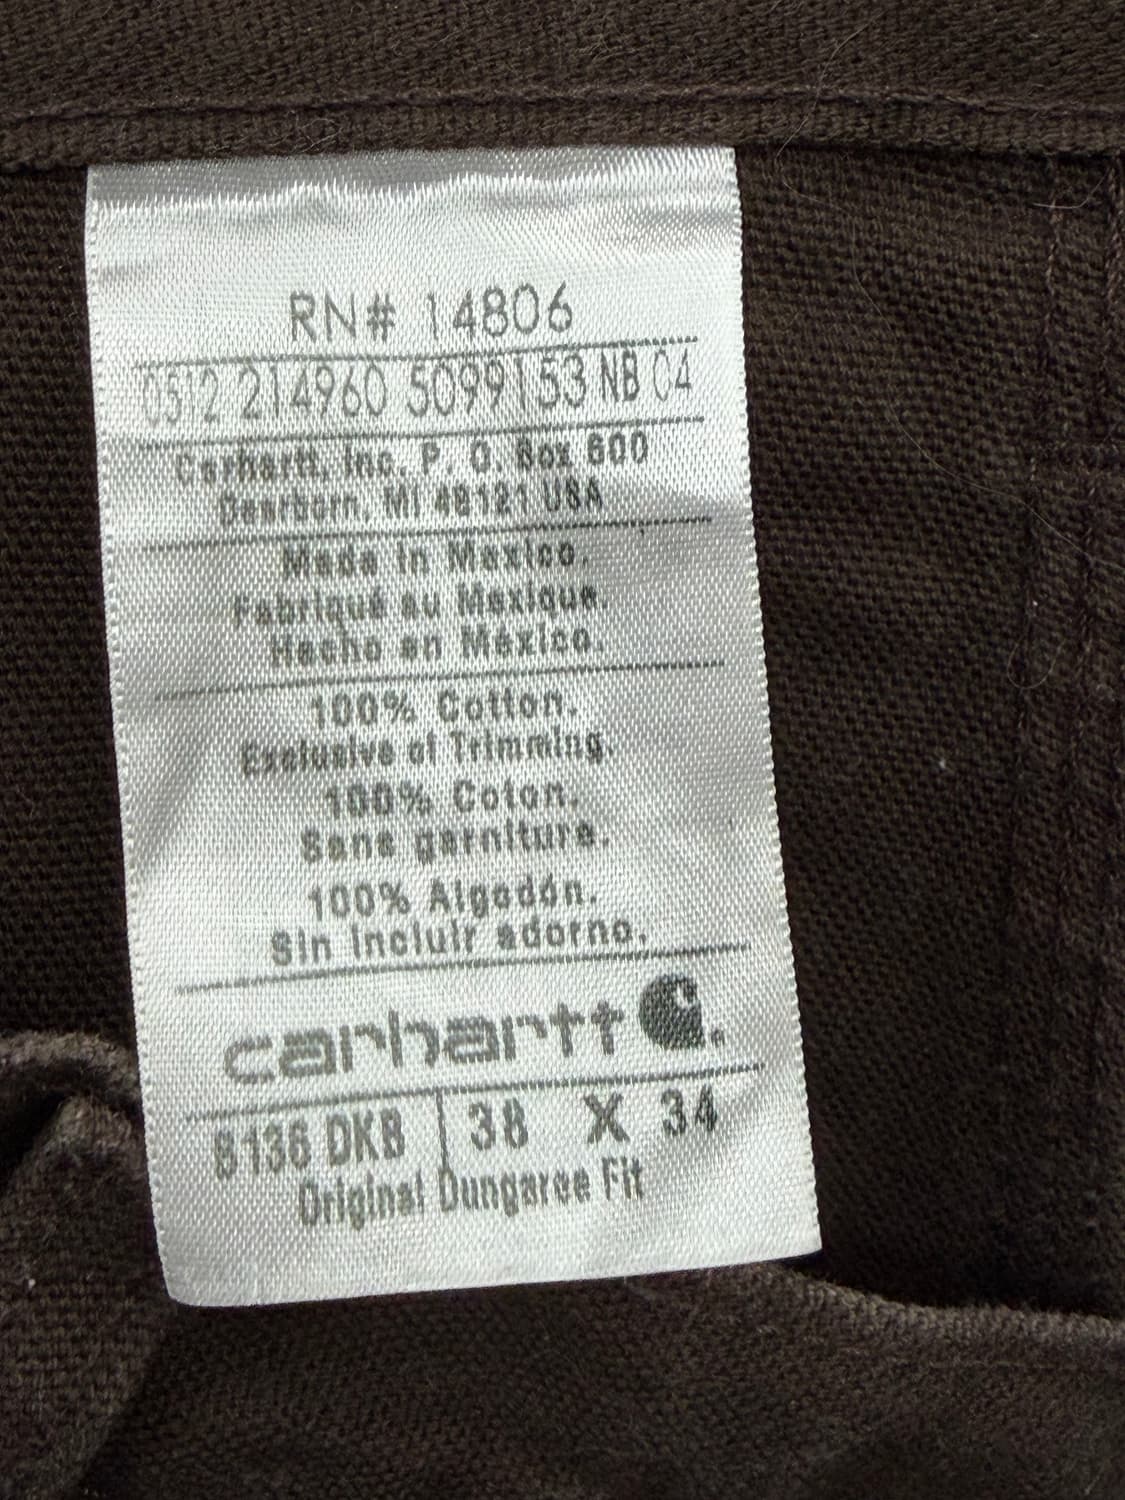 RN# 14806
0512 214960 5099153 NB 04
Carhartt, Inc. P. O. Box 600
Dearborn, MI 48121 USA
Made in Mexico.
Fabriqué au Mexique.
Hecho en México.
100% Cotton.
Exclusive of Trimming.
100% Coton.
Sans garniture.
100% Algodón.
Sin incluir adorno.
carhartt
B136 DKB | 38 X 34
Original Dungaree Fit